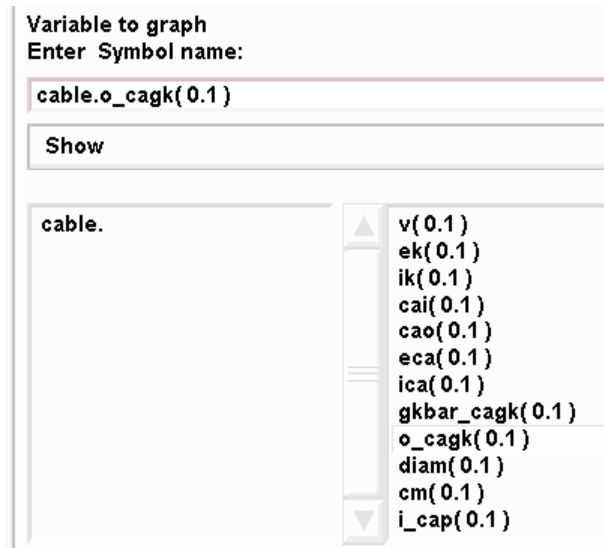 Variable to graph
Enter Symbol name:
cable.o_cagk( 0.1 )
Show
cable.
v( 0.1 )
ek( 0.1 )
ik( 0.1 )
cai( 0.1 )
cao( 0.1 )
eca( 0.1 )
ica( 0.1 )
gkbar_cagk( 0.1 )
o_cagk( 0.1 )
diam( 0.1 )
cm( 0.1 )
i_cap( 0.1 )